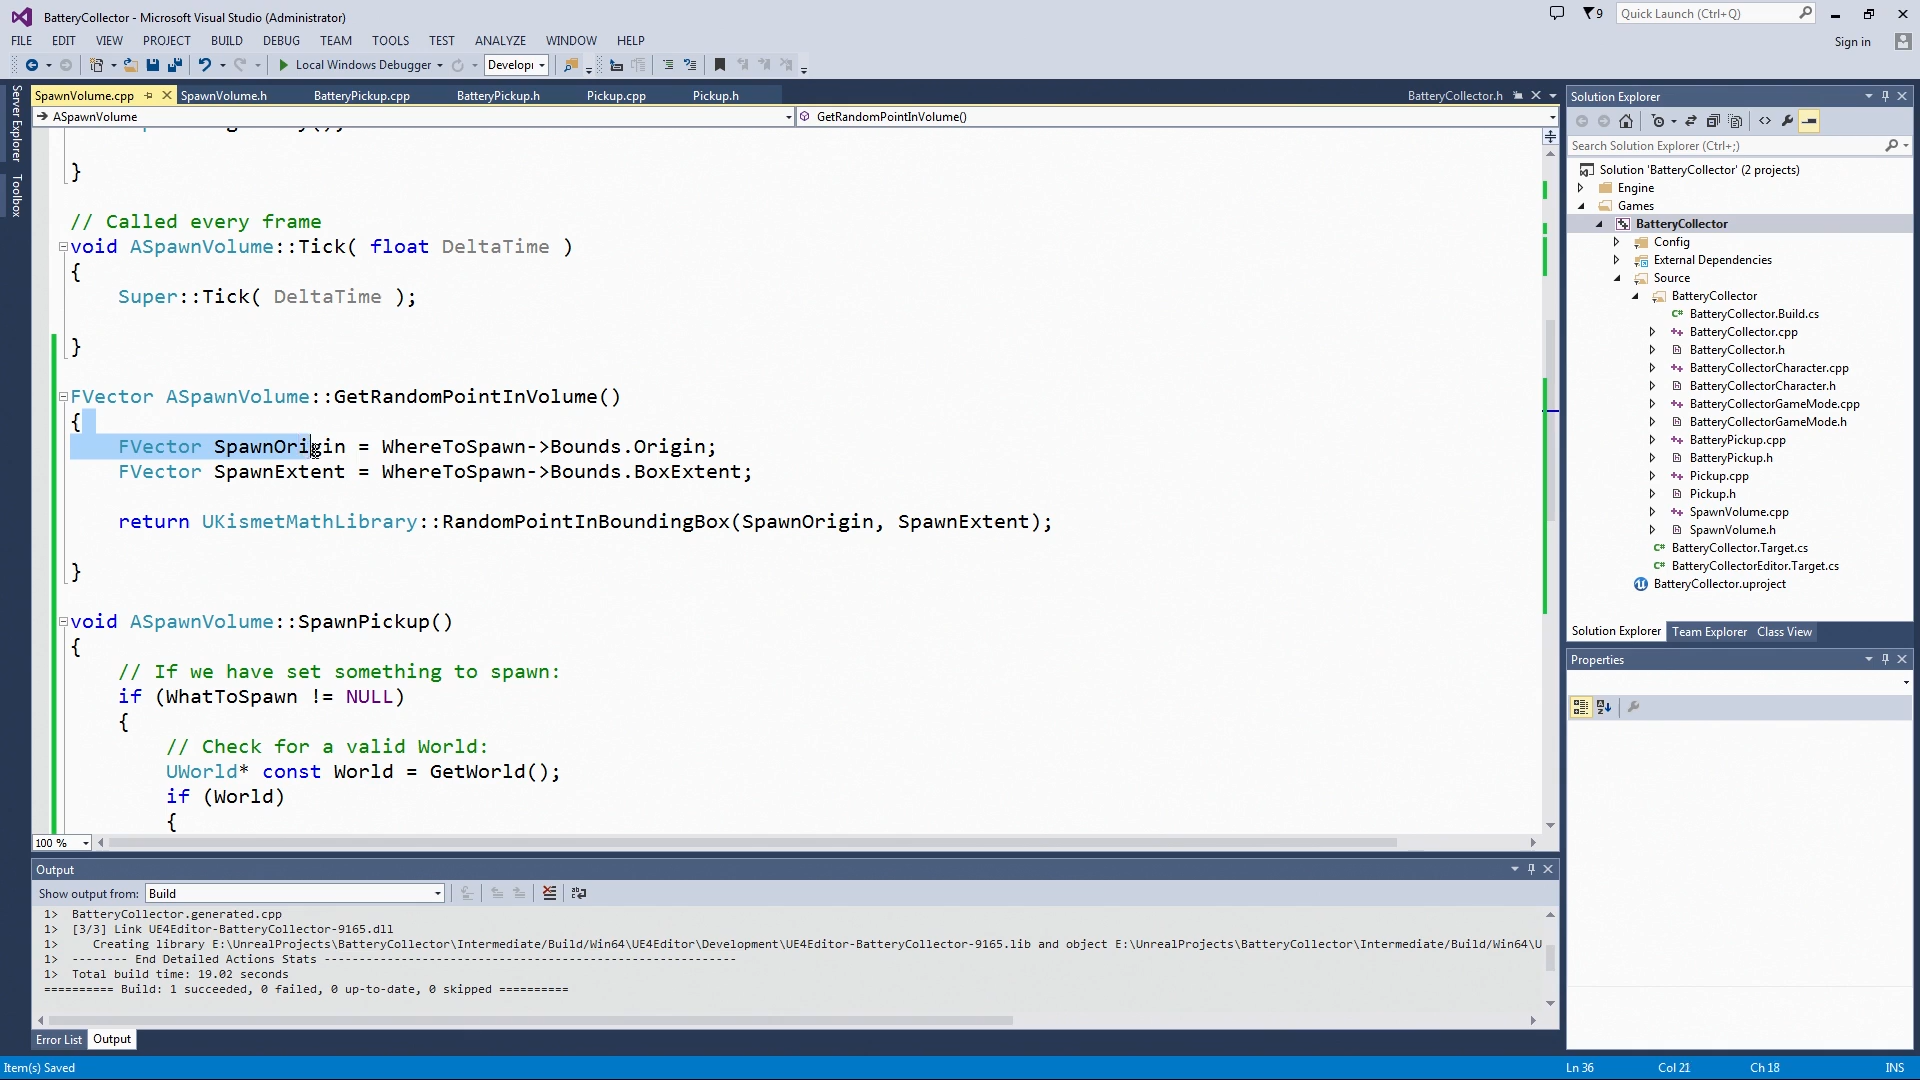 BatteryCollector - Microsoft Visual Studio (Administrator)
9
Quick Launch (Ctrl+Q)
FILE EDIT VIEW PROJECT BUILD DEBUG TEAM TOOLS TEST ANALYZE WINDOW HELP
Sign in
Local Windows Debugger
Develop
Server Explorer
Toolbox
SpawnVolume.cpp SpawnVolume.h BatteryPickup.cpp BatteryPickup.h Pickup.cpp Pickup.h BatteryCollector.h
ASpawnVolume GetRandomPointInVolume()
}
// Called every frame
void ASpawnVolume::Tick( float DeltaTime )
{
Super::Tick( DeltaTime );
}
FVector ASpawnVolume::GetRandomPointInVolume()
{
FVector SpawnOrigin = WhereToSpawn->Bounds.Origin;
FVector SpawnExtent = WhereToSpawn->Bounds.BoxExtent;
return UKismetMathLibrary::RandomPointInBoundingBox(SpawnOrigin, SpawnExtent);
}
void ASpawnVolume::SpawnPickup()
{
// If we have set something to spawn:
if (WhatToSpawn != NULL)
{
// Check for a valid World:
UWorld* const World = GetWorld();
if (World)
{
100 %
Output
Show output from: Build
1> BatteryCollector.generated.cpp
1> [3/3] Link UE4Editor-BatteryCollector-9165.dll
1> Creating library E:\UnrealProjects\BatteryCollector\Intermediate/Build/Win64\UE4Editor\Development\UE4Editor-BatteryCollector-9165.lib and object E:\UnrealProjects\BatteryCollector\Intermediate/Build/Win64\U
1> -------- End Detailed Actions Stats -----------------------------------------------------------
1> Total build time: 19.02 seconds
========== Build: 1 succeeded, 0 failed, 0 up-to-date, 0 skipped ==========
Error List Output
Solution Explorer
Search Solution Explorer (Ctrl+;)
Solution 'BatteryCollector' (2 projects)
Engine
Games
BatteryCollector
Config
External Dependencies
Source
BatteryCollector
BatteryCollector.Build.cs
BatteryCollector.cpp
BatteryCollector.h
BatteryCollectorCharacter.cpp
BatteryCollectorCharacter.h
BatteryCollectorGameMode.cpp
BatteryCollectorGameMode.h
BatteryPickup.cpp
BatteryPickup.h
Pickup.cpp
Pickup.h
SpawnVolume.cpp
SpawnVolume.h
BatteryCollector.Target.cs
BatteryCollectorEditor.Target.cs
BatteryCollector.uproject
Solution Explorer Team Explorer Class View
Properties
Item(s) Saved Ln 36 Col 21 Ch 18 INS